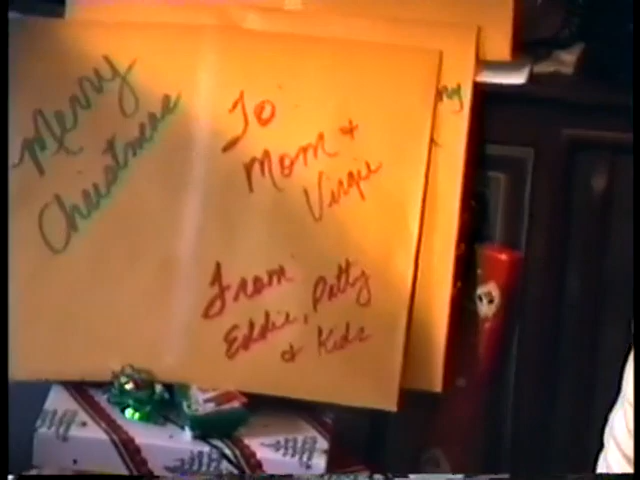 Merry
Christmas
To
Mom +
Virgie
From
Eddie, Patty
+ Kids